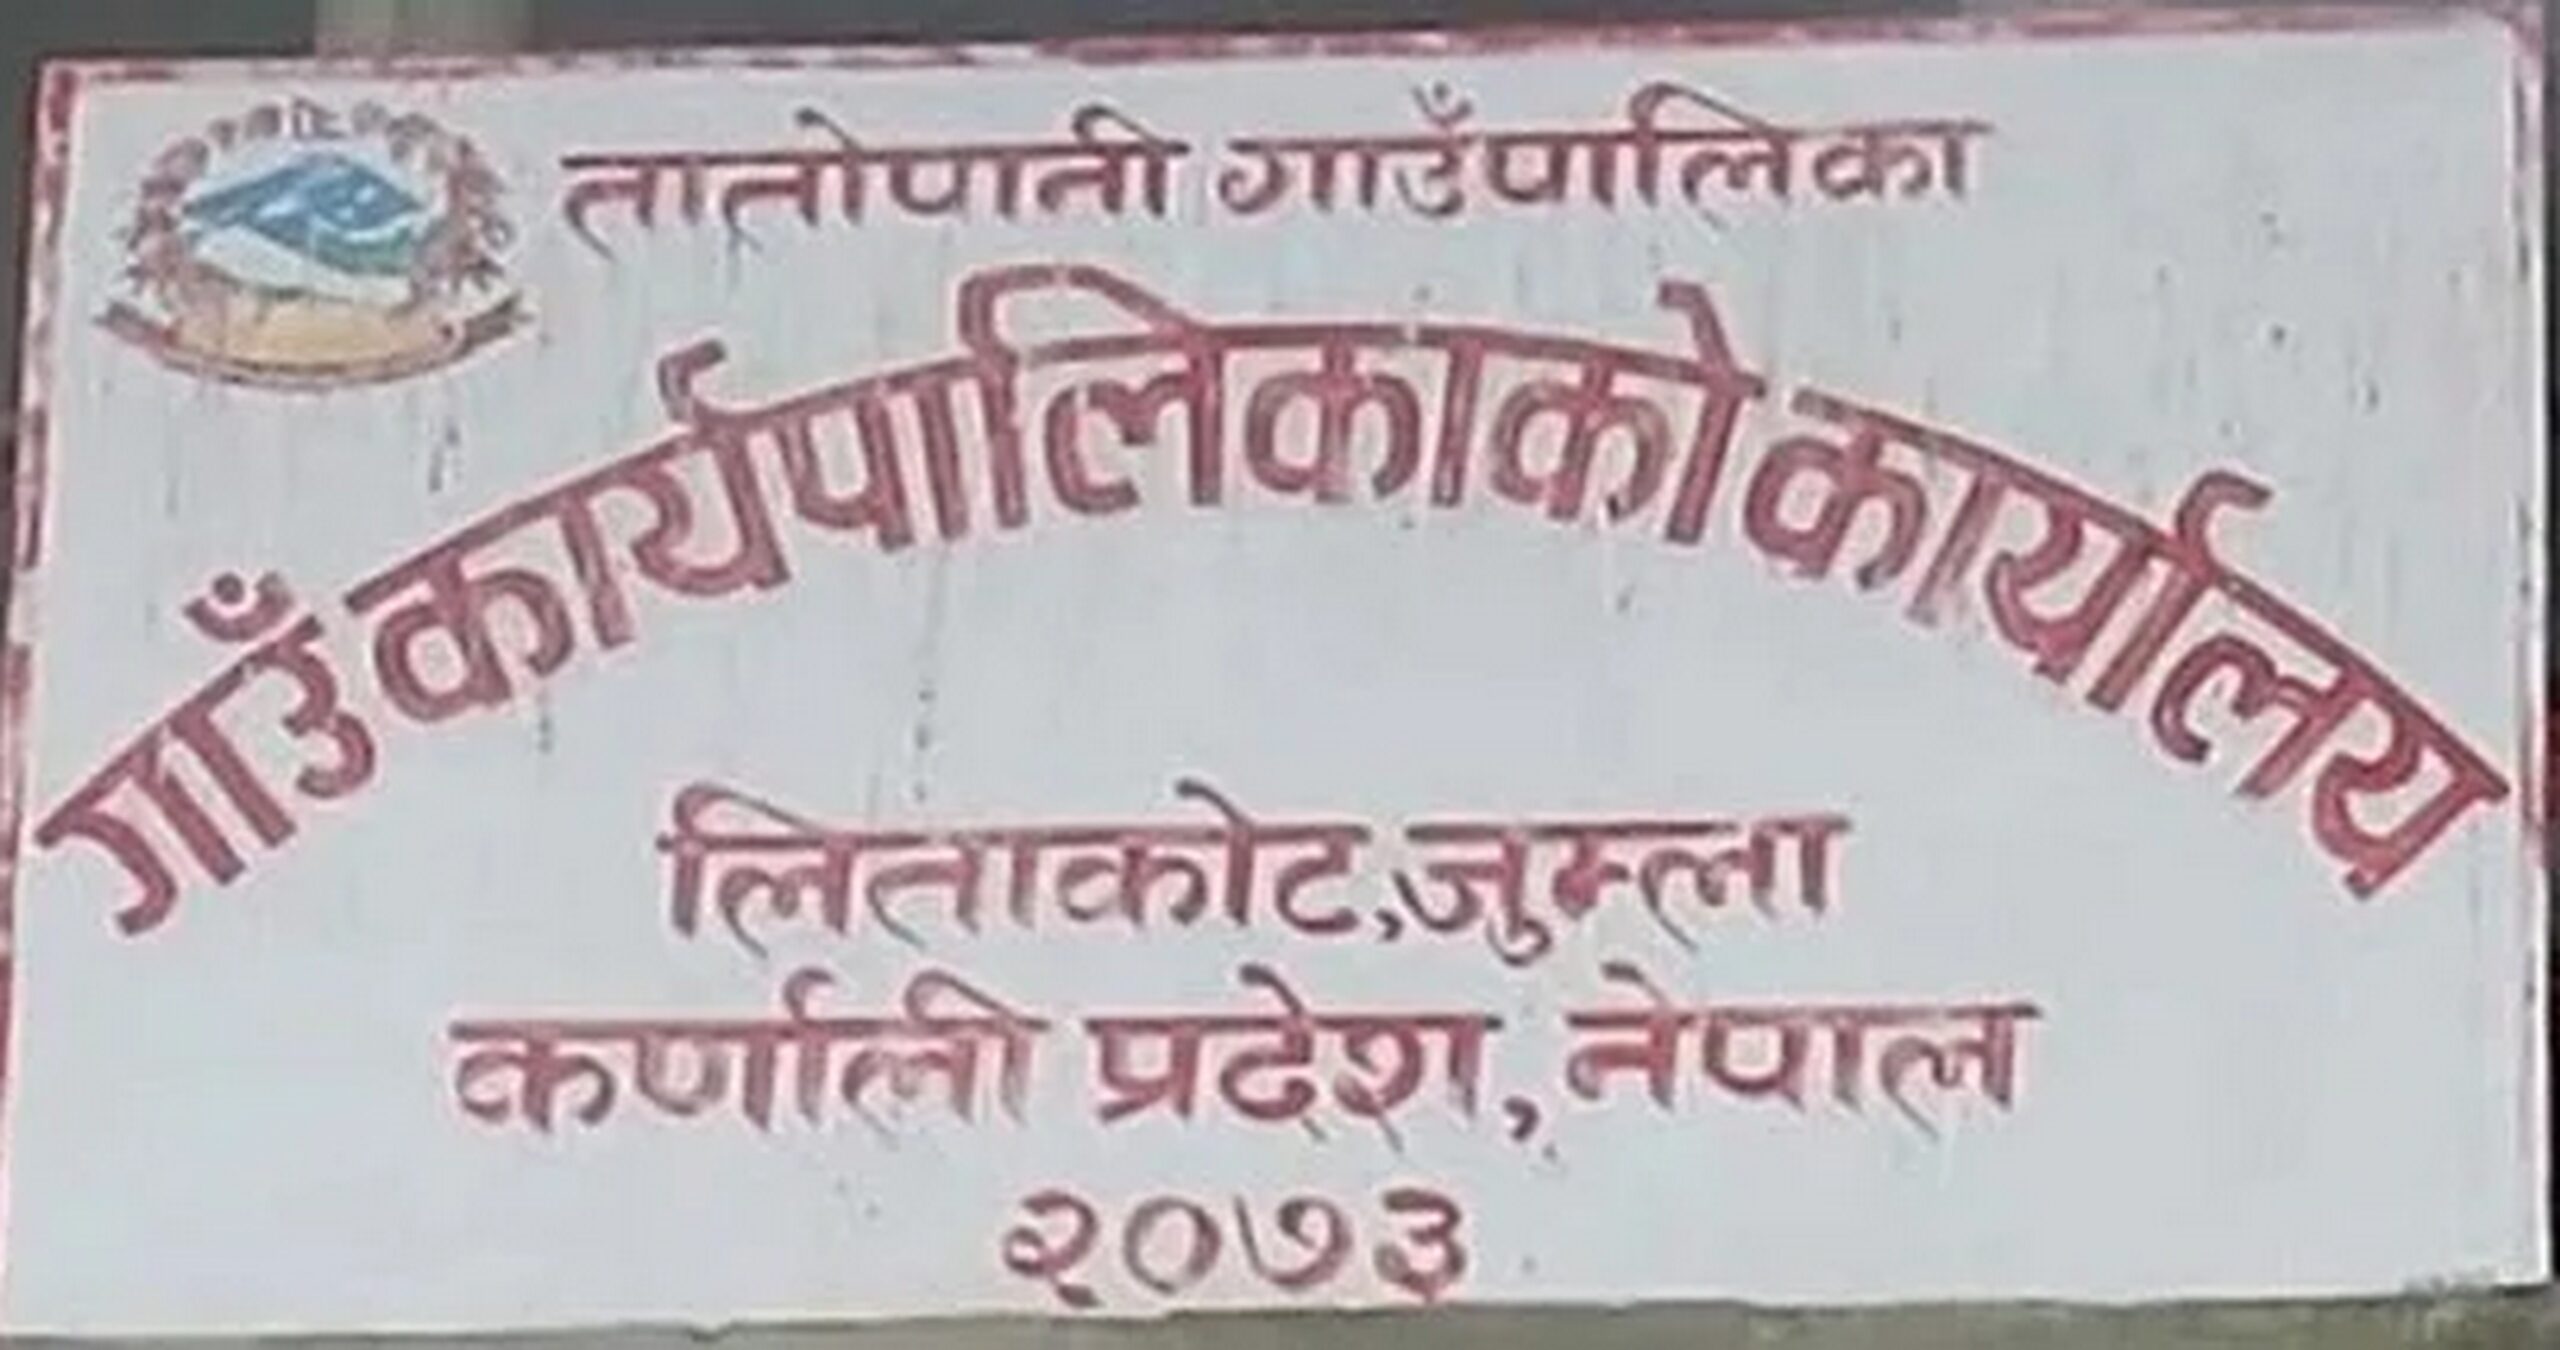 तातोपानी गाउँपालिका
गाउँ कार्यपालिकाको कार्यालय
लिताकोट,जुम्ला
कर्णाली प्रदेश, नेपाल
२०७३